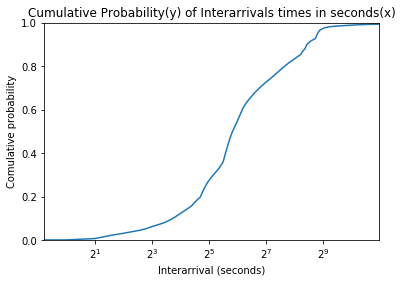 Cumulative Probability(y) of Interarrivals times in seconds(x)
1.0
0.8
0.6
0.4
0.2
0.0
Comulative probability
2^1 2^3 2^5 2^7 2^9
Interarrival (seconds)